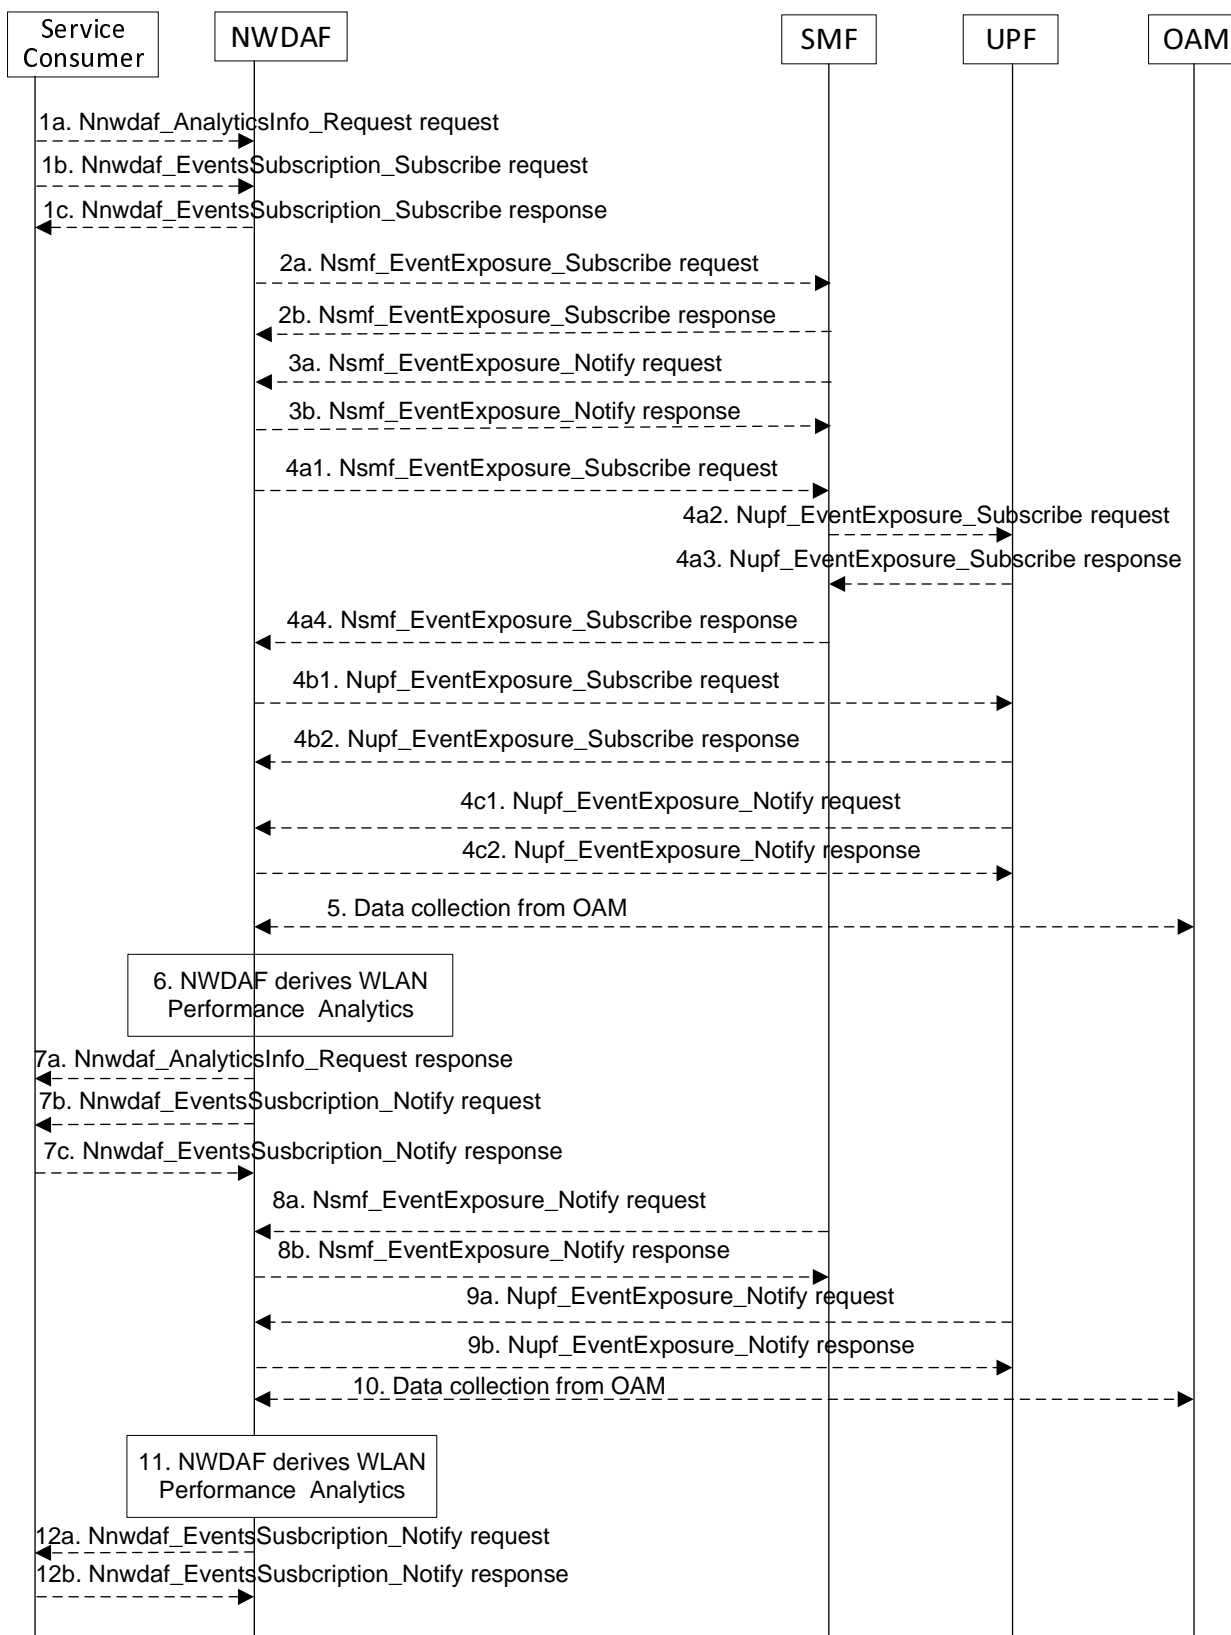 Service
Consumer
NWDAF
SMF
UPF
OAM
1a. Nnwdaf_AnalyticsInfo_Request request
1b. Nnwdaf_EventsSubscription_Subscribe request
1c. Nnwdaf_EventsSubscription_Subscribe response
2a. Nsmf_EventExposure_Subscribe request
2b. Nsmf_EventExposure_Subscribe response
3a. Nsmf_EventExposure_Notify request
3b. Nsmf_EventExposure_Notify response
4a1. Nsmf_EventExposure_Subscribe request
4a2. Nupf_EventExposure_Subscribe request
4a3. Nupf_EventExposure_Subscribe response
4a4. Nsmf_EventExposure_Subscribe response
4b1. Nupf_EventExposure_Subscribe request
4b2. Nupf_EventExposure_Subscribe response
4c1. Nupf_EventExposure_Notify request
4c2. Nupf_EventExposure_Notify response
5. Data collection from OAM
6. NWDAF derives WLAN
Performance Analytics
7a. Nnwdaf_AnalyticsInfo_Request response
7b. Nnwdaf_EventsSusbcription_Notify request
7c. Nnwdaf_EventsSusbcription_Notify response
8a. Nsmf_EventExposure_Notify request
8b. Nsmf_EventExposure_Notify response
9a. Nupf_EventExposure_Notify request
9b. Nupf_EventExposure_Notify response
10. Data collection from OAM
11. NWDAF derives WLAN
Performance Analytics
12a. Nnwdaf_EventsSusbcription_Notify request
12b. Nnwdaf_EventsSusbcription_Notify response